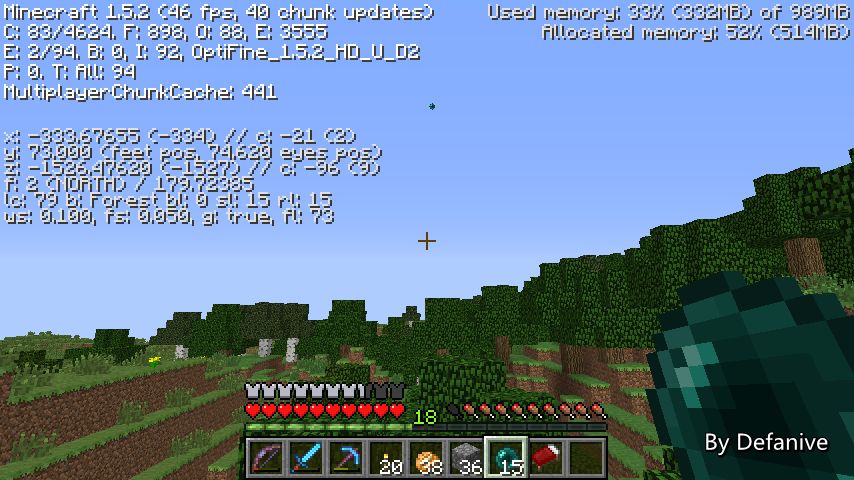 Minecraft 1.5.2 (46 fps, 40 chunk updates)
Used memory: 33% (332MB) of 989MB
C: 83/4624, F: 898, O: 88, E: 3555
Allocated memory: 52% (514MB)
E: 2/94, B: 0, I: 92, OptiFine_1.5.2_HD_U_D2
P: 0, T: All: 94
MultiplayerChunkCache: 441
x: -333.67655 (-334) // c: -21 (2)
y: 73.000 (feet pos, 74.620 eyes pos)
z: -1526.47620 (-1527) // c: -96 (9)
f: 2 (NORTH) / 179.72385
lc: 79 b: Forest bl: 0 sl: 15 rl: 15
ws: 0.100, fs: 0.050, g: true, fl: 73
18
20 38 36 15
By Defanive